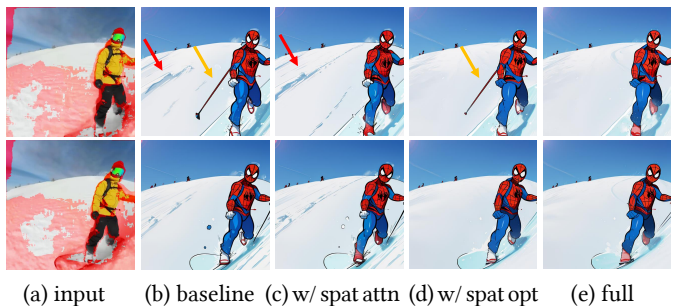 (a) input (b) baseline (c) w/ spat attn (d) w/ spat opt (e) full